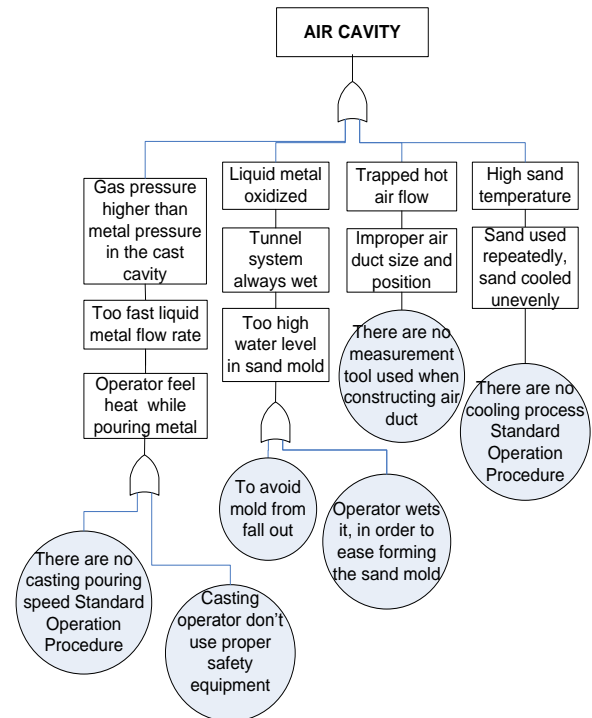 AIR CAVITY
Gas pressure
higher than
metal pressure
in the cast
cavity
Too fast liquid
metal flow rate
Operator feel
heat while
pouring metal
There are no
casting pouring
speed Standard
Operation
Procedure
Casting
operator don't
use proper
safety
equipment
Liquid metal
oxidized
Tunnel
system
always wet
Too high
water level
in sand mold
To avoid
mold from
fall out
Operator wets
it, in order to
ease forming
the sand mold
Trapped hot
air flow
Improper air
duct size and
position
There are no
measurement
tool used when
constructing air
duct
High sand
temperature
Sand used
repeatedly,
sand cooled
unevenly
There are no
cooling process
Standard
Operation
Procedure